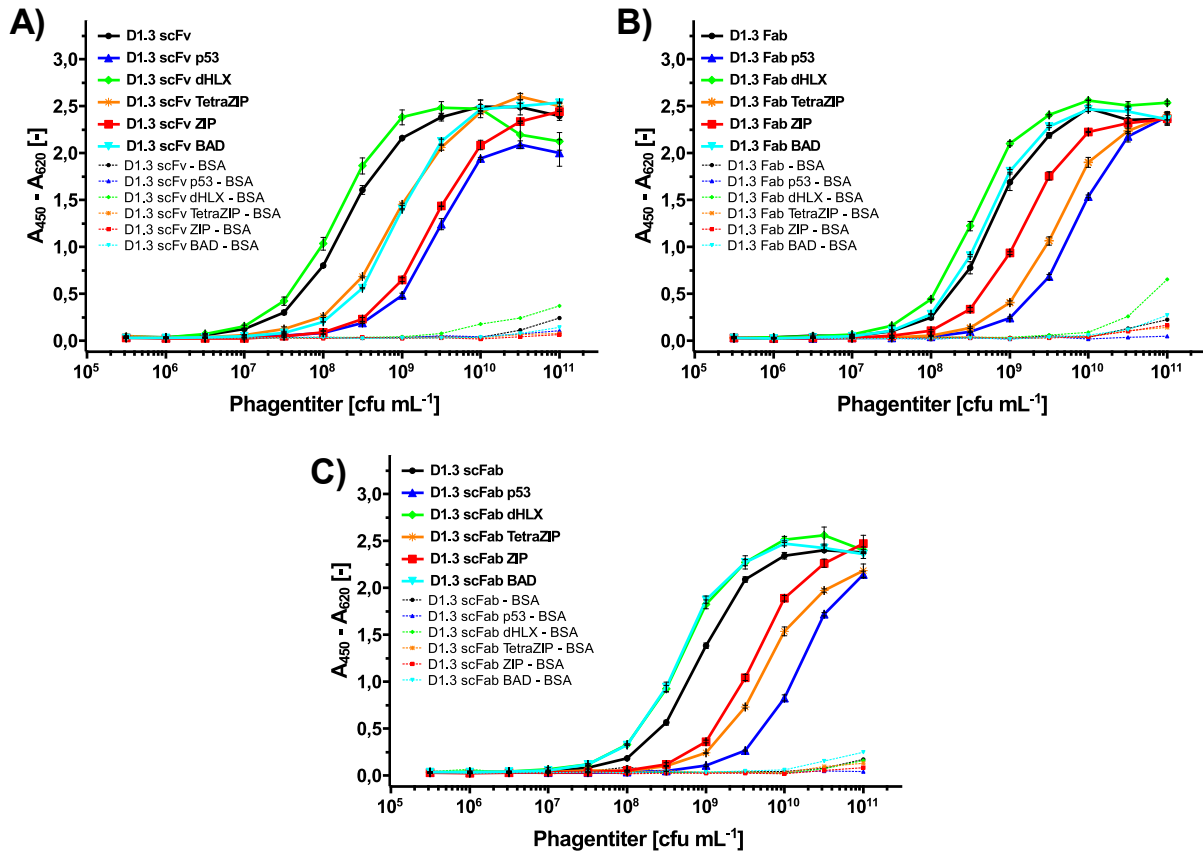 A)
D1.3 scFv
D1.3 scFv p53
D1.3 scFv dHLX
D1.3 scFv TetraZIP
D1.3 scFv ZIP
D1.3 scFv BAD
D1.3 scFv - BSA
D1.3 scFv p53 - BSA
D1.3 scFv dHLX - BSA
D1.3 scFv TetraZIP - BSA
D1.3 scFv ZIP - BSA
D1.3 scFv BAD - BSA
3,0
2,5
2,0
1,5
1,0
0,5
0,0
A450 - A620 [-]
10^5 10^6 10^7 10^8 10^9 10^10 10^11
Phagentiter [cfu mL^-1]
B)
D1.3 Fab
D1.3 Fab p53
D1.3 Fab dHLX
D1.3 Fab TetraZIP
D1.3 Fab ZIP
D1.3 Fab BAD
D1.3 Fab - BSA
D1.3 Fab p53 - BSA
D1.3 Fab dHLX - BSA
D1.3 Fab TetraZIP - BSA
D1.3 Fab ZIP - BSA
D1.3 Fab BAD - BSA
3,0
2,5
2,0
1,5
1,0
0,5
0,0
A450 - A620 [-]
10^5 10^6 10^7 10^8 10^9 10^10 10^11
Phagentiter [cfu mL^-1]
C)
D1.3 scFab
D1.3 scFab p53
D1.3 scFab dHLX
D1.3 scFab TetraZIP
D1.3 scFab ZIP
D1.3 scFab BAD
D1.3 scFab - BSA
D1.3 scFab p53 - BSA
D1.3 scFab dHLX - BSA
D1.3 scFab TetraZIP - BSA
D1.3 scFab ZIP - BSA
D1.3 scFab BAD - BSA
3,0
2,5
2,0
1,5
1,0
0,5
0,0
A450 - A620 [-]
10^5 10^6 10^7 10^8 10^9 10^10 10^11
Phagentiter [cfu mL^-1]